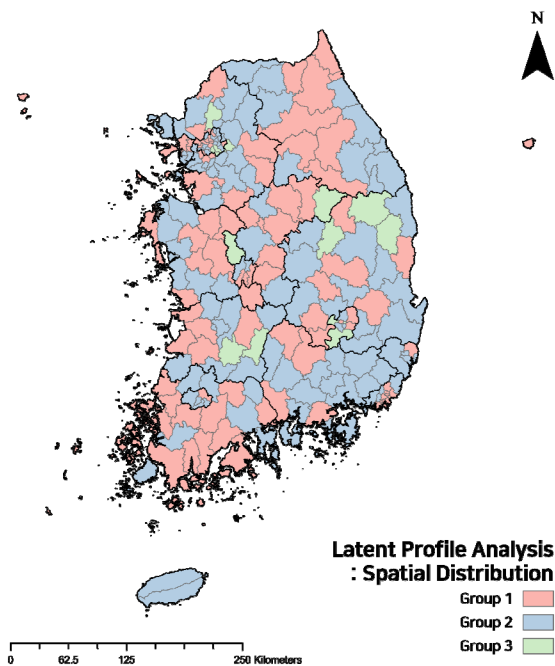 N
Latent Profile Analysis
: Spatial Distribution
Group 1
Group 2
Group 3
0 62.5 125 250 Kilometers